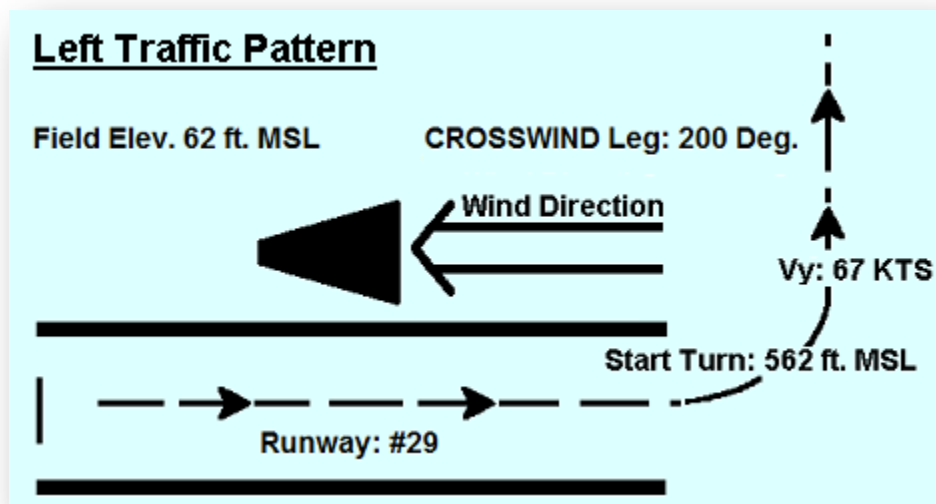 Left Traffic Pattern
Field Elev. 62 ft. MSL
CROSSWIND Leg: 200 Deg.
Wind Direction
Vy: 67 KTS
Start Turn: 562 ft. MSL
Runway: #29